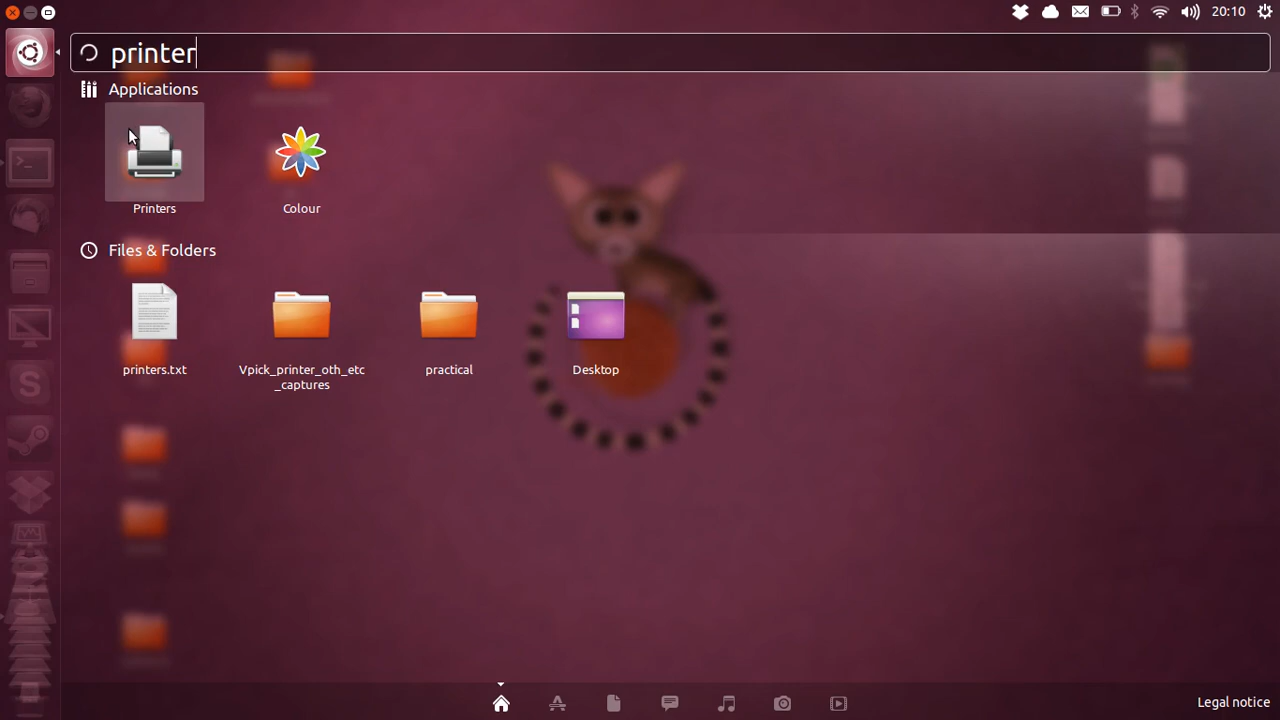 20:10
printer
Applications
Printers
Colour
Files & Folders
printers.txt
Vpick_printer_oth_etc
_captures
practical
Desktop
Legal notice